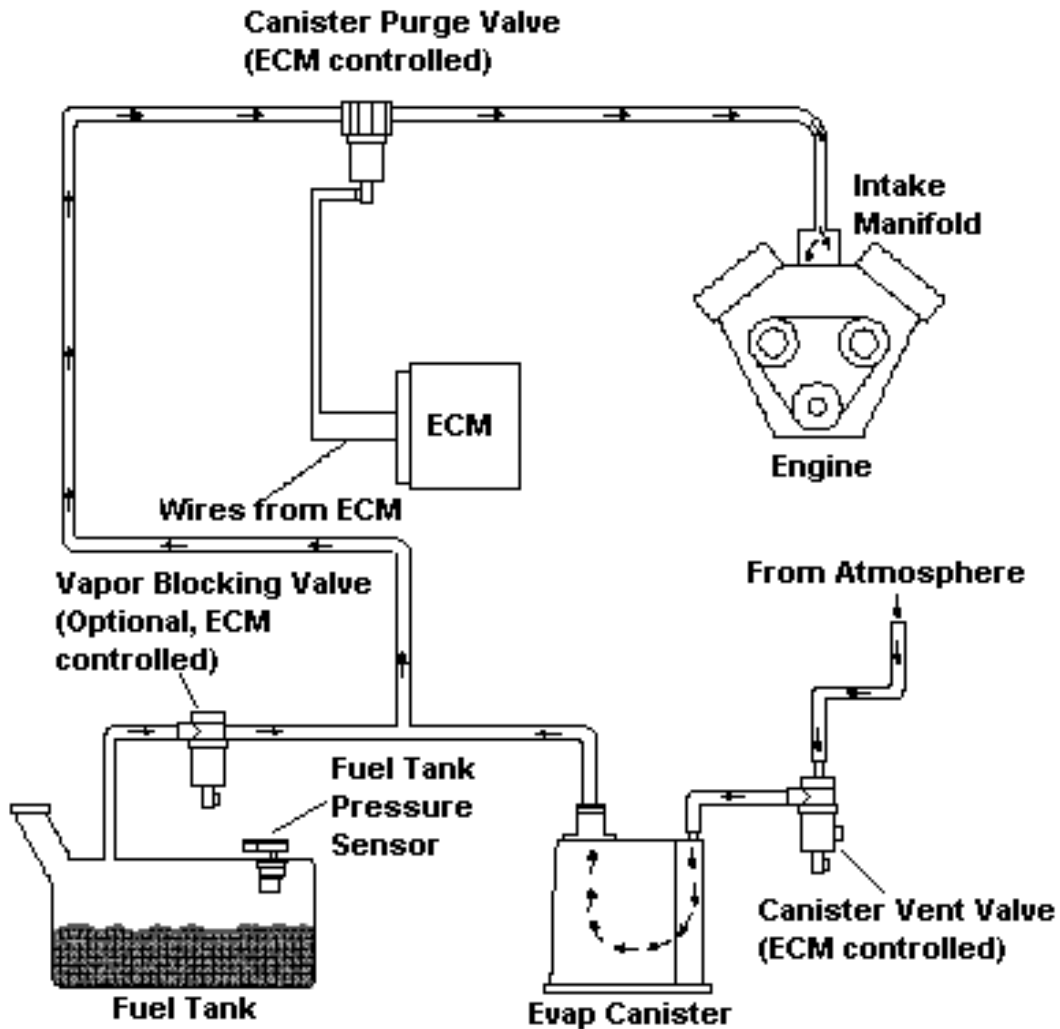 Canister Purge Valve
(ECM controlled)
Intake
Manifold
ECM
Engine
Wires from ECM
Vapor Blocking Valve
(Optional, ECM
controlled)
From Atmosphere
Fuel Tank
Pressure
Sensor
Canister Vent Valve
(ECM controlled)
Fuel Tank
Evap Canister